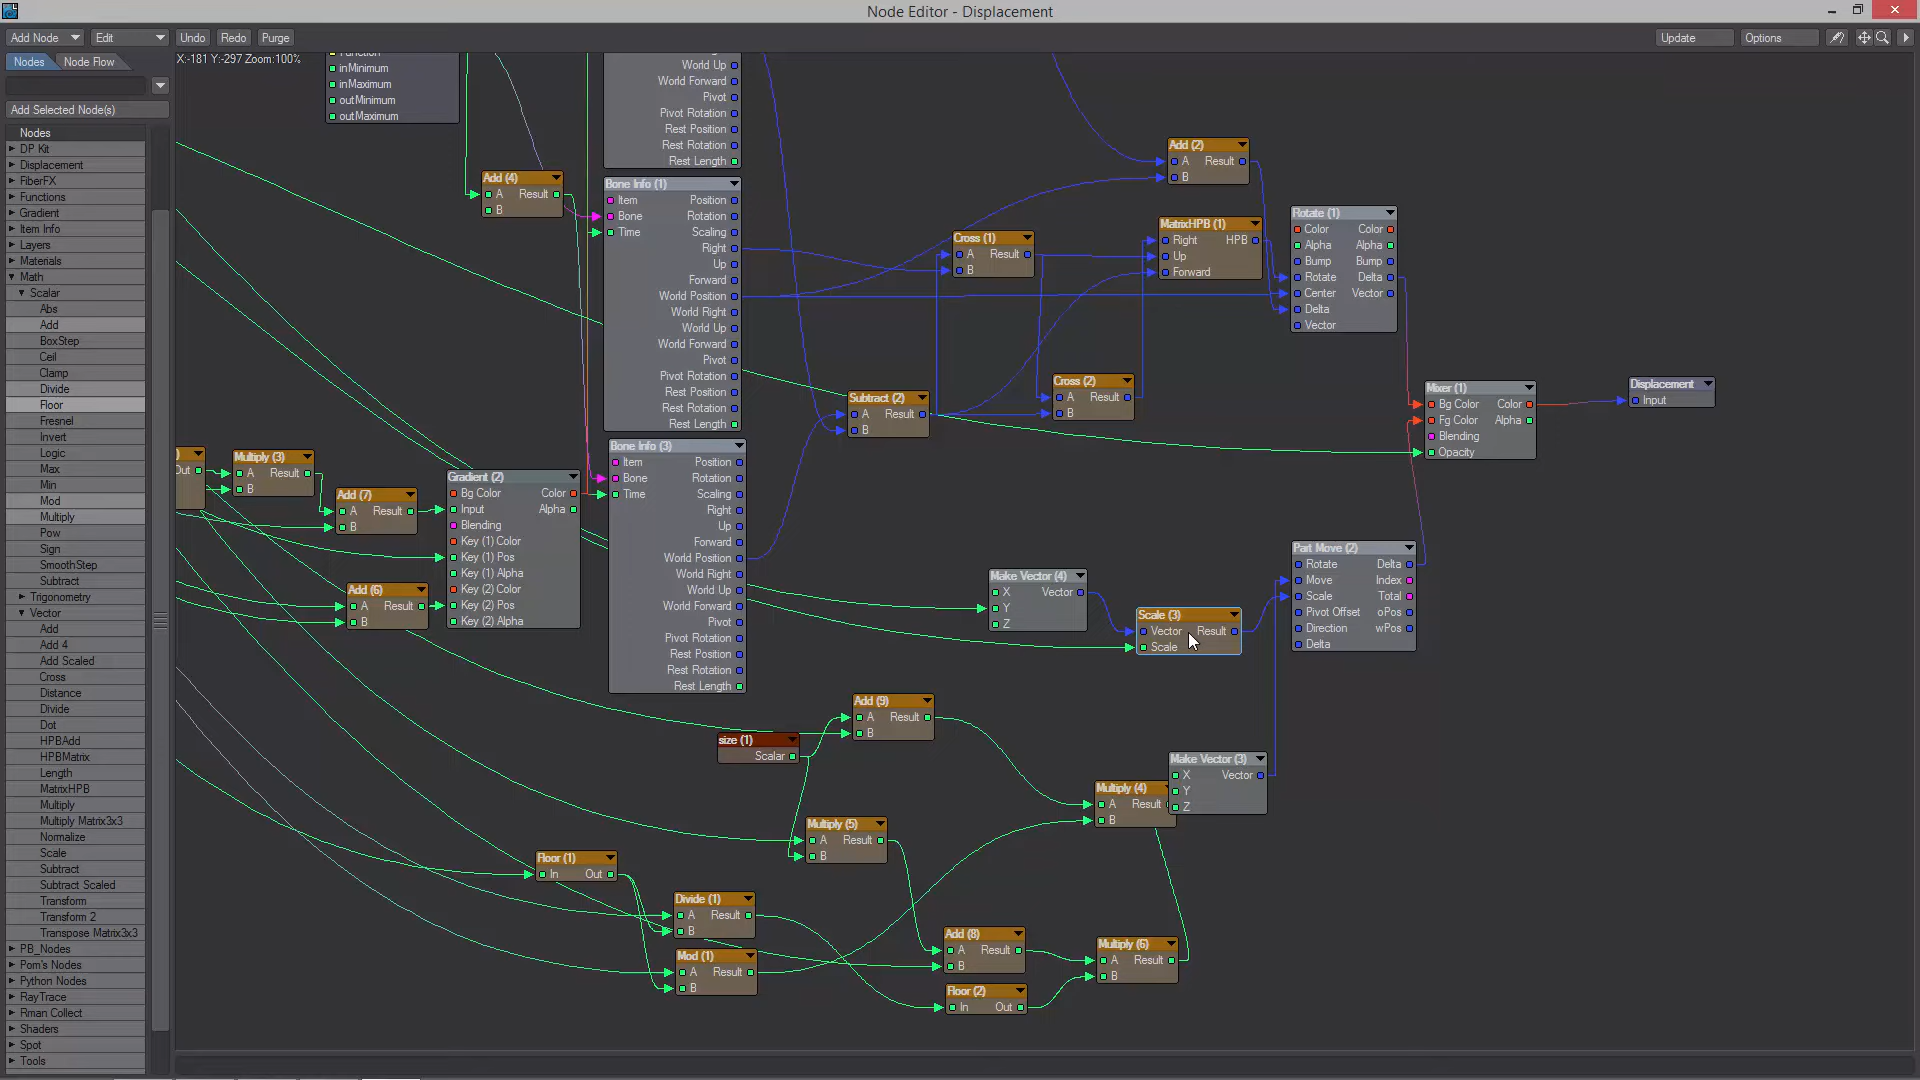 Node Editor - Displacement
Add Node
Edit
Undo
Redo
Purge
Update
Options
Nodes
Node Flow
X:-181 Y:-297 Zoom:100%
Add Selected Node(s)
Nodes
DP Kit
Displacement
FiberFX
Functions
Gradient
Item Info
Layers
Materials
Math
Scalar
Abs
Add
BoxStep
Ceil
Clamp
Divide
Floor
Fresnel
Invert
Logic
Max
Min
Mod
Multiply
Pow
Sign
SmoothStep
Subtract
Trigonometry
Vector
Add
Add 4
Add Scaled
Cross
Distance
Divide
Dot
HPBAdd
HPBMatrix
Length
MatrixHPB
Multiply
Multiply Matrix3x3
Normalize
Scale
Subtract
Subtract Scaled
Transform
Transform 2
Transpose Matrix3x3
PB_Nodes
Pom's Nodes
Python Nodes
RayTrace
Rman Collect
Shaders
Spot
Tools
Function
inMinimum
inMaximum
outMinimum
outMaximum
World Up
World Forward
Pivot
Pivot Rotation
Rest Position
Rest Rotation
Rest Length
Add (4)
A Result
B
Bone Info (1)
Item Position
Bone Rotation
Time Scaling
Right
Up
Forward
World Position
World Right
World Up
World Forward
Pivot
Pivot Rotation
Rest Position
Rest Rotation
Rest Length
Bone Info (3)
Item Position
Bone Rotation
Time Scaling
Right
Up
Forward
World Position
World Right
World Up
World Forward
Pivot
Pivot Rotation
Rest Position
Rest Rotation
Rest Length
Add (2)
A Result
B
Cross (1)
A Result
B
MatrixHPB (1)
Right HPB
Up
Forward
Rotate (1)
Color Color
Alpha Alpha
Bump Bump
Rotate Delta
Center Vector
Delta
Vector
Subtract (2)
A Result
B
Cross (2)
A Result
B
Mixer (1)
Bg Color Color
Fg Color Alpha
Blending
Opacity
Displacement
Input
)
Out
Multiply (3)
A Result
B
Add (7)
A Result
B
Gradient (2)
Bg Color Color
Input Alpha
Blending
Key (1) Color
Key (1) Pos
Key (1) Alpha
Key (2) Color
Key (2) Pos
Key (2) Alpha
Add (6)
A Result
B
Make Vector (4)
X Vector
Y
Z
Scale (3)
Vector Result
Scale
Part Move (2)
Rotate Delta
Move Index
Scale Total
Pivot Offset oPos
Direction wPos
Delta
Add (9)
A Result
B
size (1)
Scalar
Make Vector (3)
X Vector
Y
Z
Multiply (4)
A Result
B
Multiply (5)
A Result
B
Floor (1)
In Out
Divide (1)
A Result
B
Mod (1)
A Result
B
Add (8)
A Result
B
Multiply (6)
A Result
B
Floor (2)
In Out